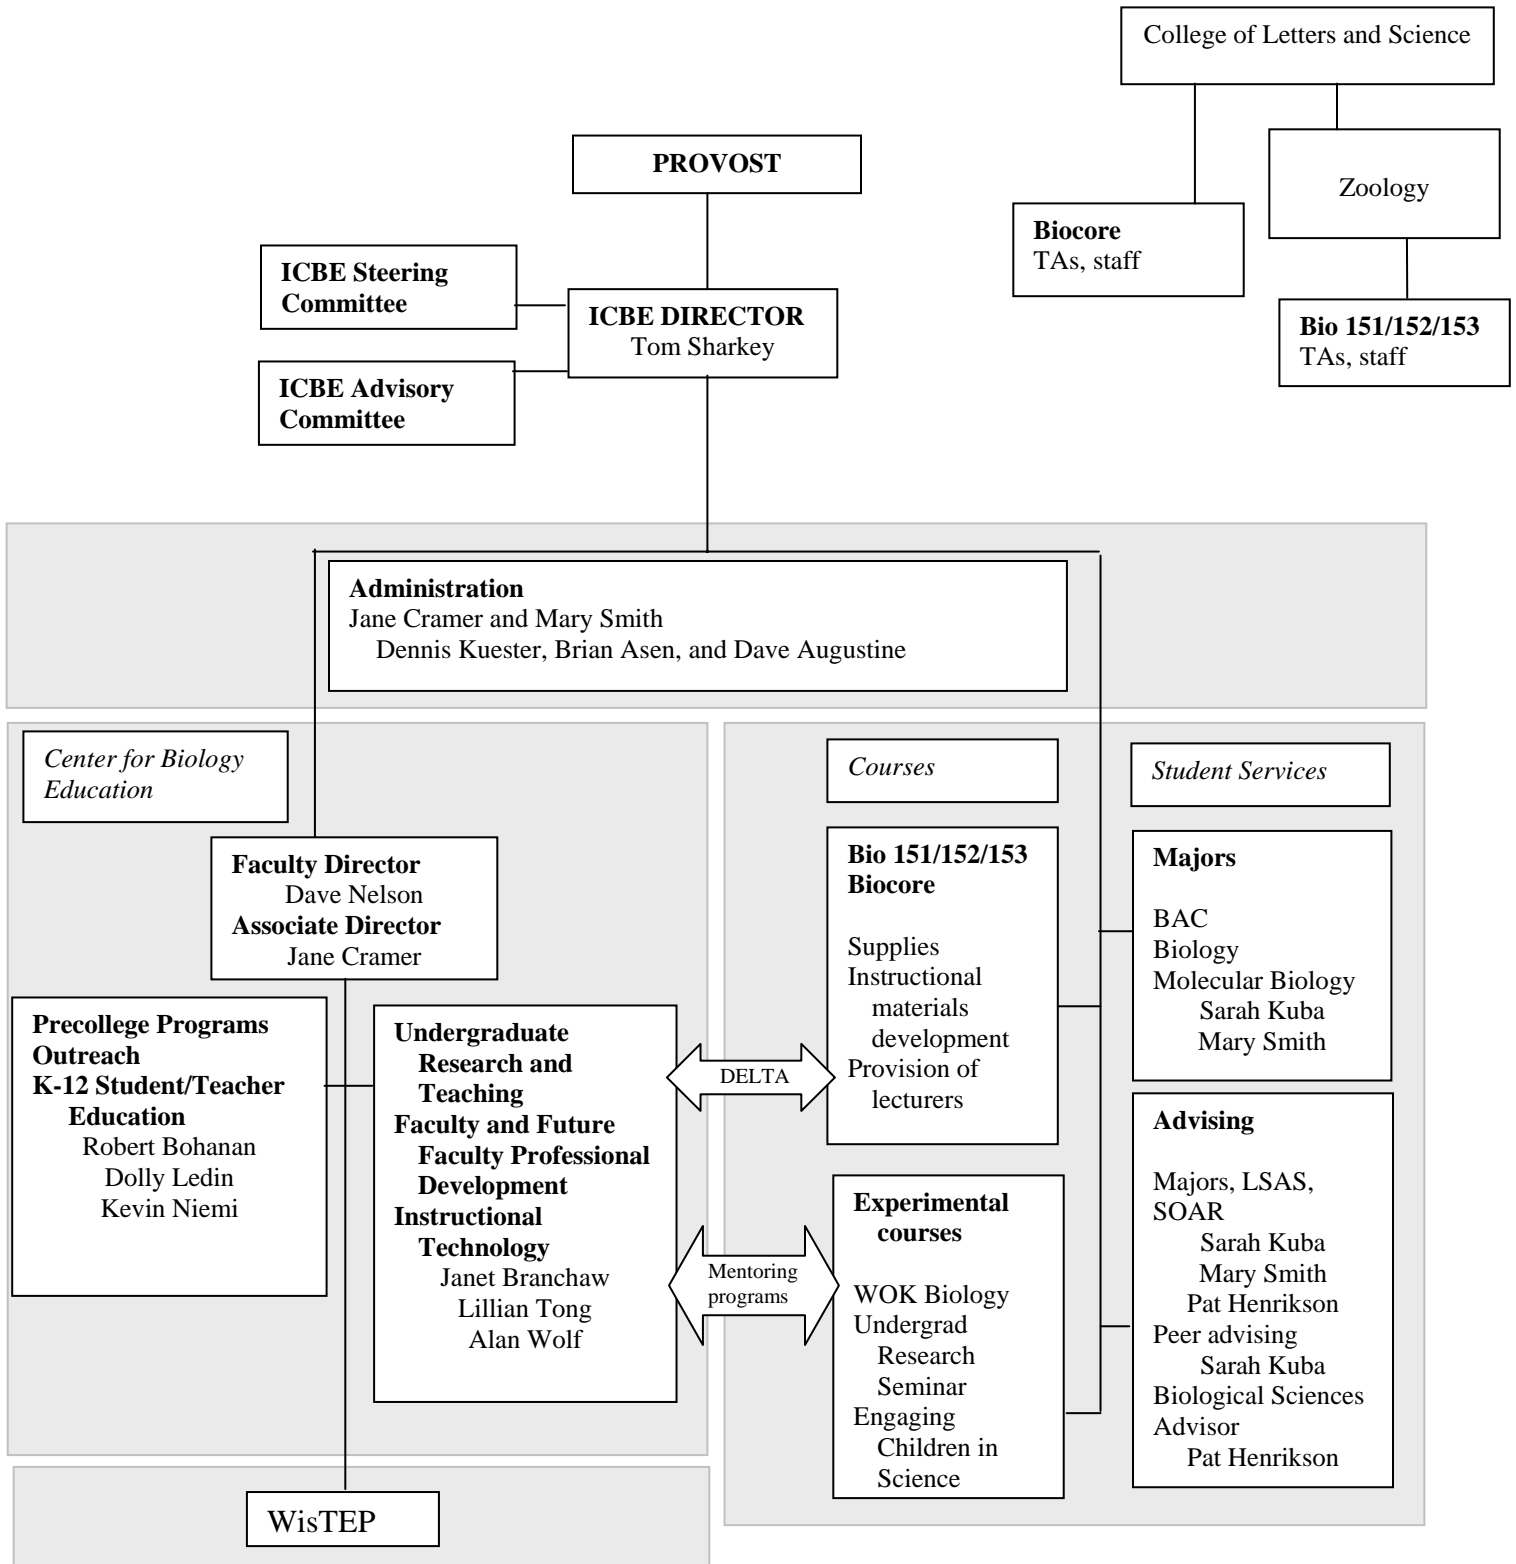 College of Letters and Science
PROVOST
Zoology
Biocore
TAs, staff
ICBE Steering
Committee
ICBE DIRECTOR
Tom Sharkey
Bio 151/152/153
TAs, staff
ICBE Advisory
Committee
Administration
Jane Cramer and Mary Smith
Dennis Kuester, Brian Asen, and Dave Augustine
Center for Biology
Education
Faculty Director
Dave Nelson
Associate Director
Jane Cramer
Precollege Programs
Outreach
K-12 Student/Teacher
Education
Robert Bohanan
Dolly Ledin
Kevin Niemi
Undergraduate
Research and
Teaching
Faculty and Future
Faculty Professional
Development
Instructional
Technology
Janet Branchaw
Lillian Tong
Alan Wolf
DELTA
Mentoring
programs
Courses
Bio 151/152/153
Biocore
Supplies
Instructional
materials
development
Provision of
lecturers
Experimental
courses
WOK Biology
Undergrad
Research
Seminar
Engaging
Children in
Science
Student Services
Majors
BAC
Biology
Molecular Biology
Sarah Kuba
Mary Smith
Advising
Majors, LSAS,
SOAR
Sarah Kuba
Mary Smith
Pat Henrikson
Peer advising
Sarah Kuba
Biological Sciences
Advisor
Pat Henrikson
WisTEP